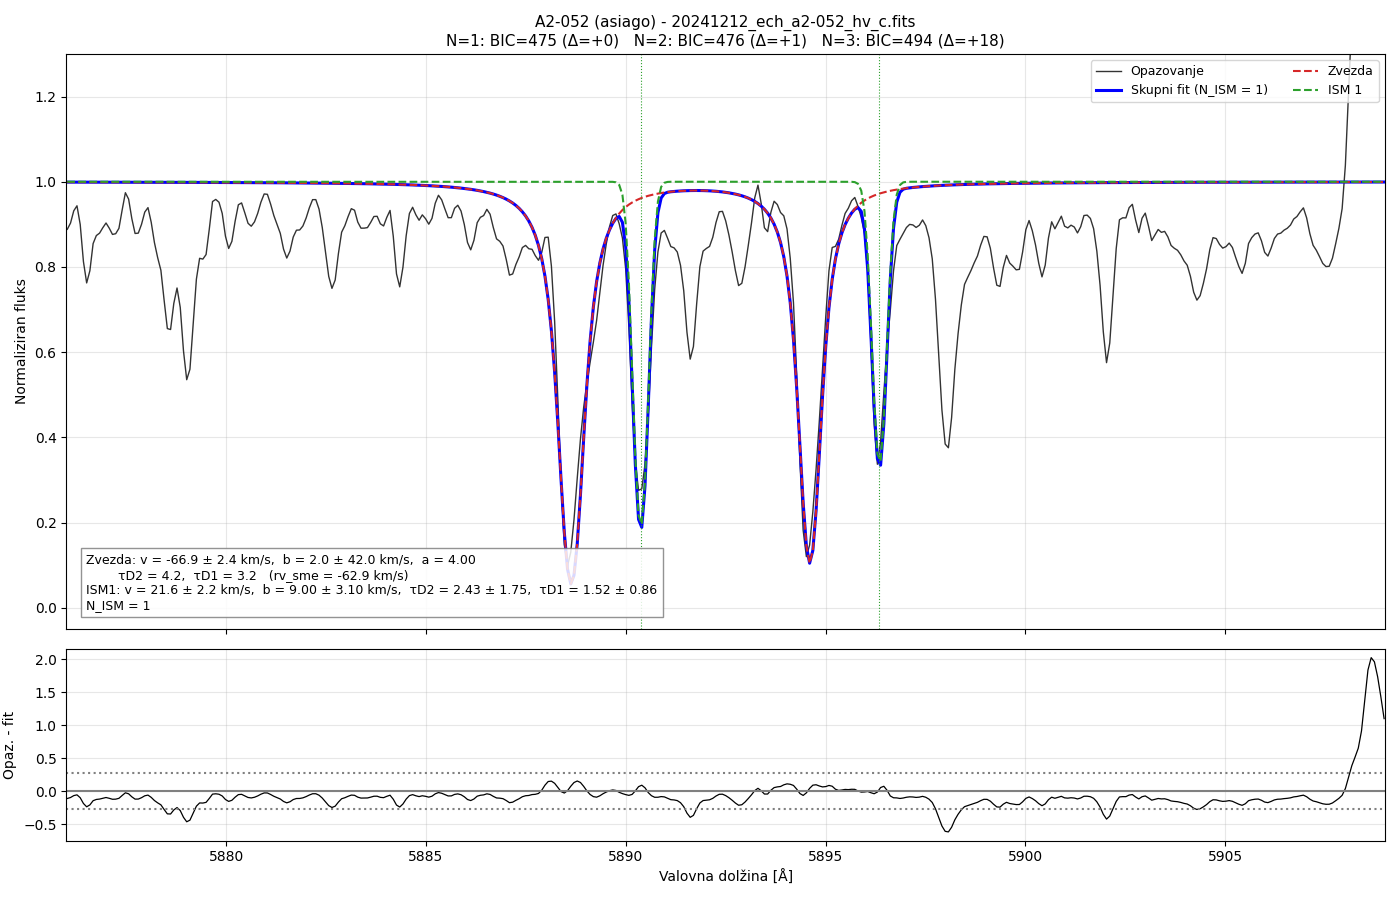 A2-052 (asiago) - 20241212_ech_a2-052_hv_c.fits
N=1: BIC=475 (Δ=+0)   N=2: BIC=476 (Δ=+1)   N=3: BIC=494 (Δ=+18)
Opazovanje
Skupni fit (N_ISM = 1)
Zvezda
ISM 1
Normaliziran fluks
1.2
1.0
0.8
0.6
0.4
0.2
0.0
Zvezda: v = -66.9 ± 2.4 km/s,  b = 2.0 ± 42.0 km/s,  a = 4.00
τD2 = 4.2,  τD1 = 3.2   (rv_sme = -62.9 km/s)
ISM1: v = 21.6 ± 2.2 km/s,  b = 9.00 ± 3.10 km/s,  τD2 = 2.43 ± 1.75,  τD1 = 1.52 ± 0.86
N_ISM = 1
Opaz. - fit
2.0
1.5
1.0
0.5
0.0
−0.5
5880 5885 5890 5895 5900 5905
Valovna dolžina [Å]